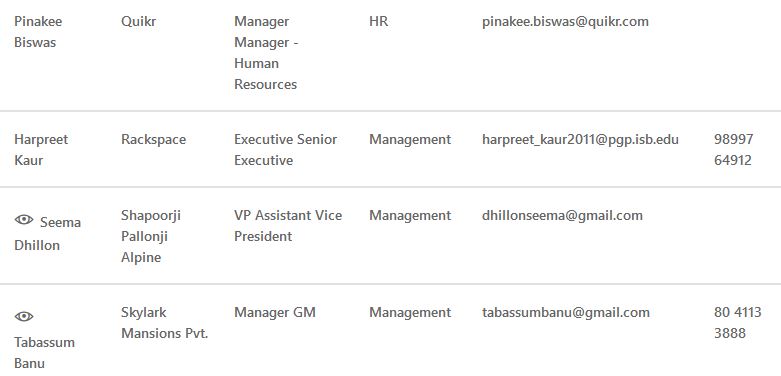 Pinakee Quikr Manager HR pinakee.biswas@quikr.com
Biswas Manager -
Human
Resources
Harpreet Rackspace Executive Senior Management harpreet_kaur2011@pgp.isb.edu 98997
Kaur Executive 64912
Seema Shapoorji VP Assistant Vice Management dhillonseema@gmail.com
Dhillon Pallonji President
Alpine
Skylark Manager GM Management tabassumbanu@gmail.com 80 4113
Tabassum Mansions Pvt. 3888
Banu